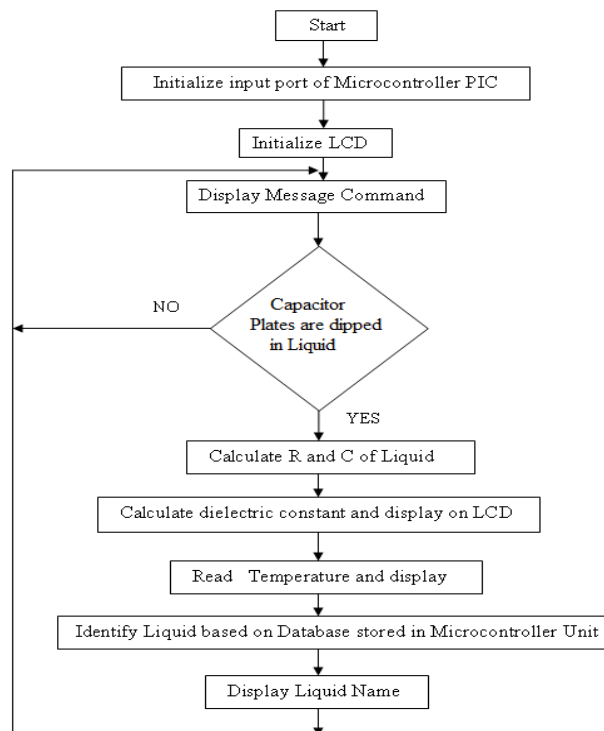 Start
Initialize input port of Microcontroller PIC
Initialize LCD
Display Message Command
NO
Capacitor
Plates are dipped
in Liquid
YES
Calculate R and C of Liquid
Calculate dielectric constant and display on LCD
Read Temperature and display
Identify Liquid based on Database stored in Microcontroller Unit
Display Liquid Name